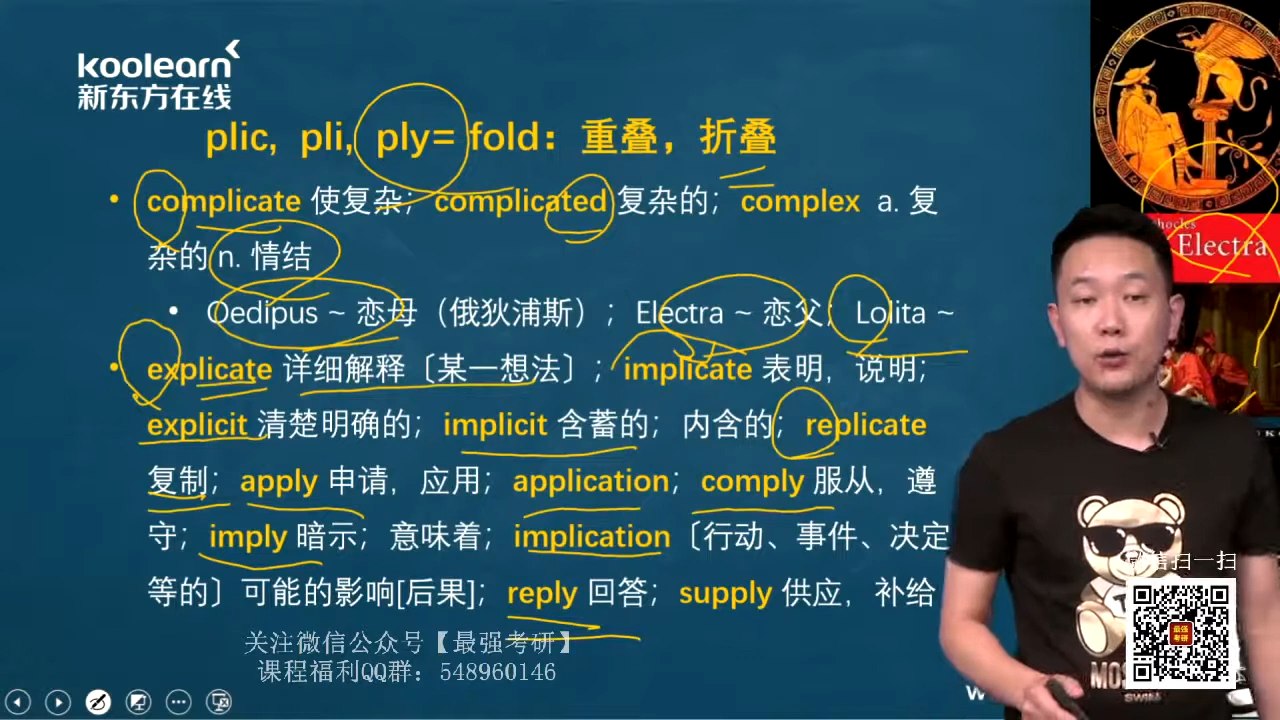 koolearn
新东方在线
plic, pli, ply= fold：重叠，折叠
• complicate 使复杂；complicated 复杂的；complex a. 复
杂的 n. 情结
• Oedipus ~ 恋母（俄狄浦斯）；Electra ~ 恋父；Lolita ~
• explicate 详细解释〔某一想法〕；implicate 表明，说明；
explicit 清楚明确的；implicit 含蓄的；内含的；replicate
复制；apply 申请，应用；application；comply 服从，遵
守；imply 暗示；意味着；implication〔行动、事件、决定
等的〕可能的影响[后果]；reply 回答；supply 供应，补给
关注微信公众号【最强考研】
课程福利QQ群：548960146
Electra
微信扫一扫
最强
考研
SWIM